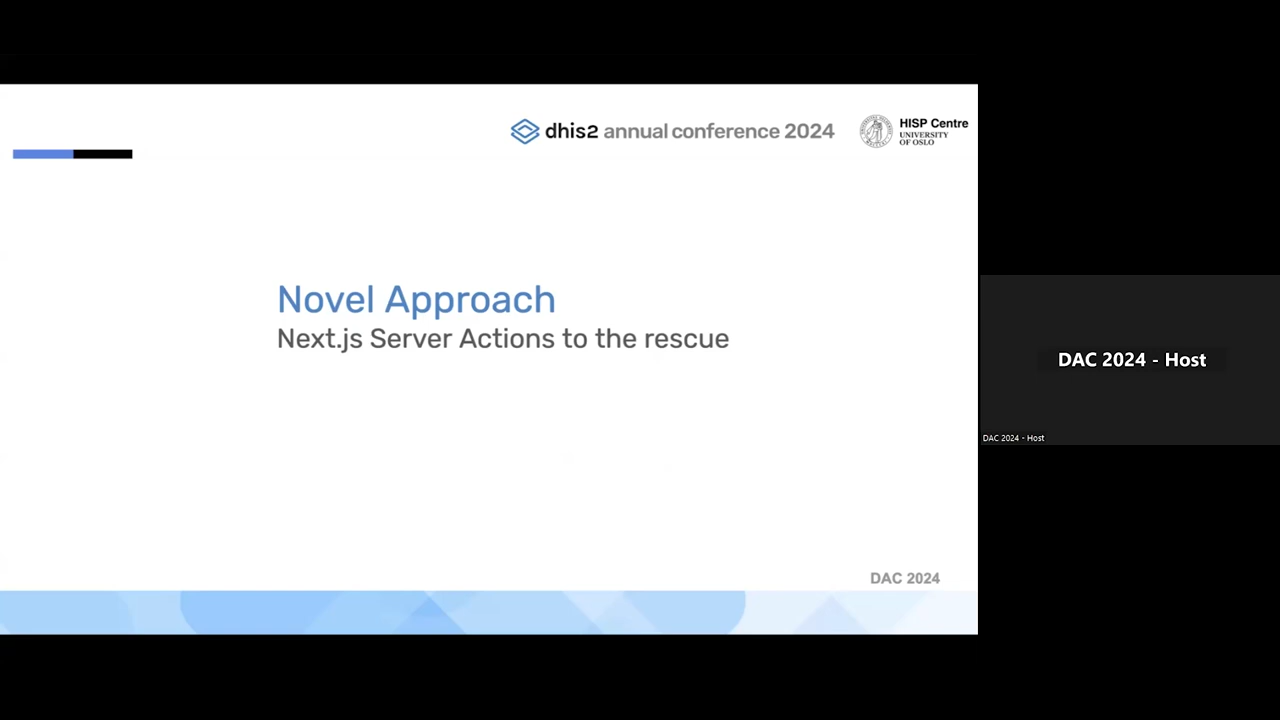 dhis2 annual conference 2024
HISP Centre
UNIVERSITY
OF OSLO
Novel Approach
Next.js Server Actions to the rescue
DAC 2024
DAC 2024 - Host
DAC 2024 - Host